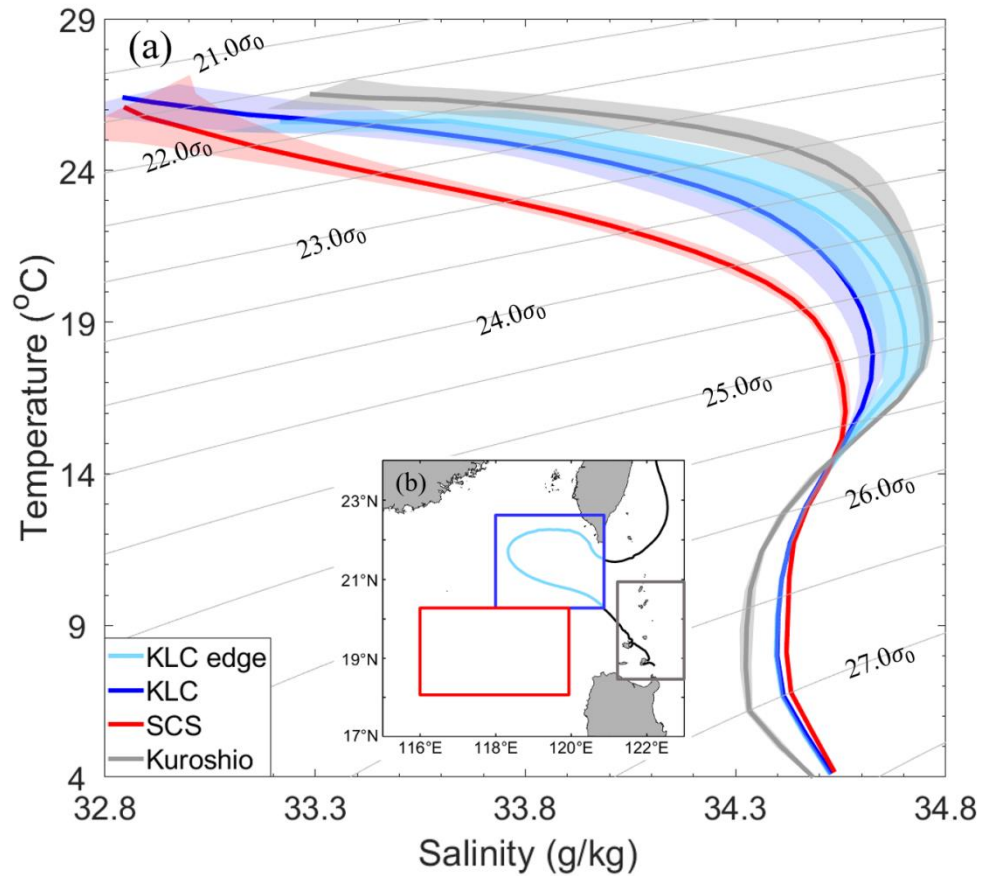 (a)
29
24
19
14
9
4
Temperature (°C)
32.8 33.3 33.8 34.3 34.8
Salinity (g/kg)
21.0σ₀
22.0σ₀
23.0σ₀
24.0σ₀
25.0σ₀
26.0σ₀
27.0σ₀
KLC edge
KLC
SCS
Kuroshio
(b)
23°N
21°N
19°N
17°N
116°E 118°E 120°E 122°E